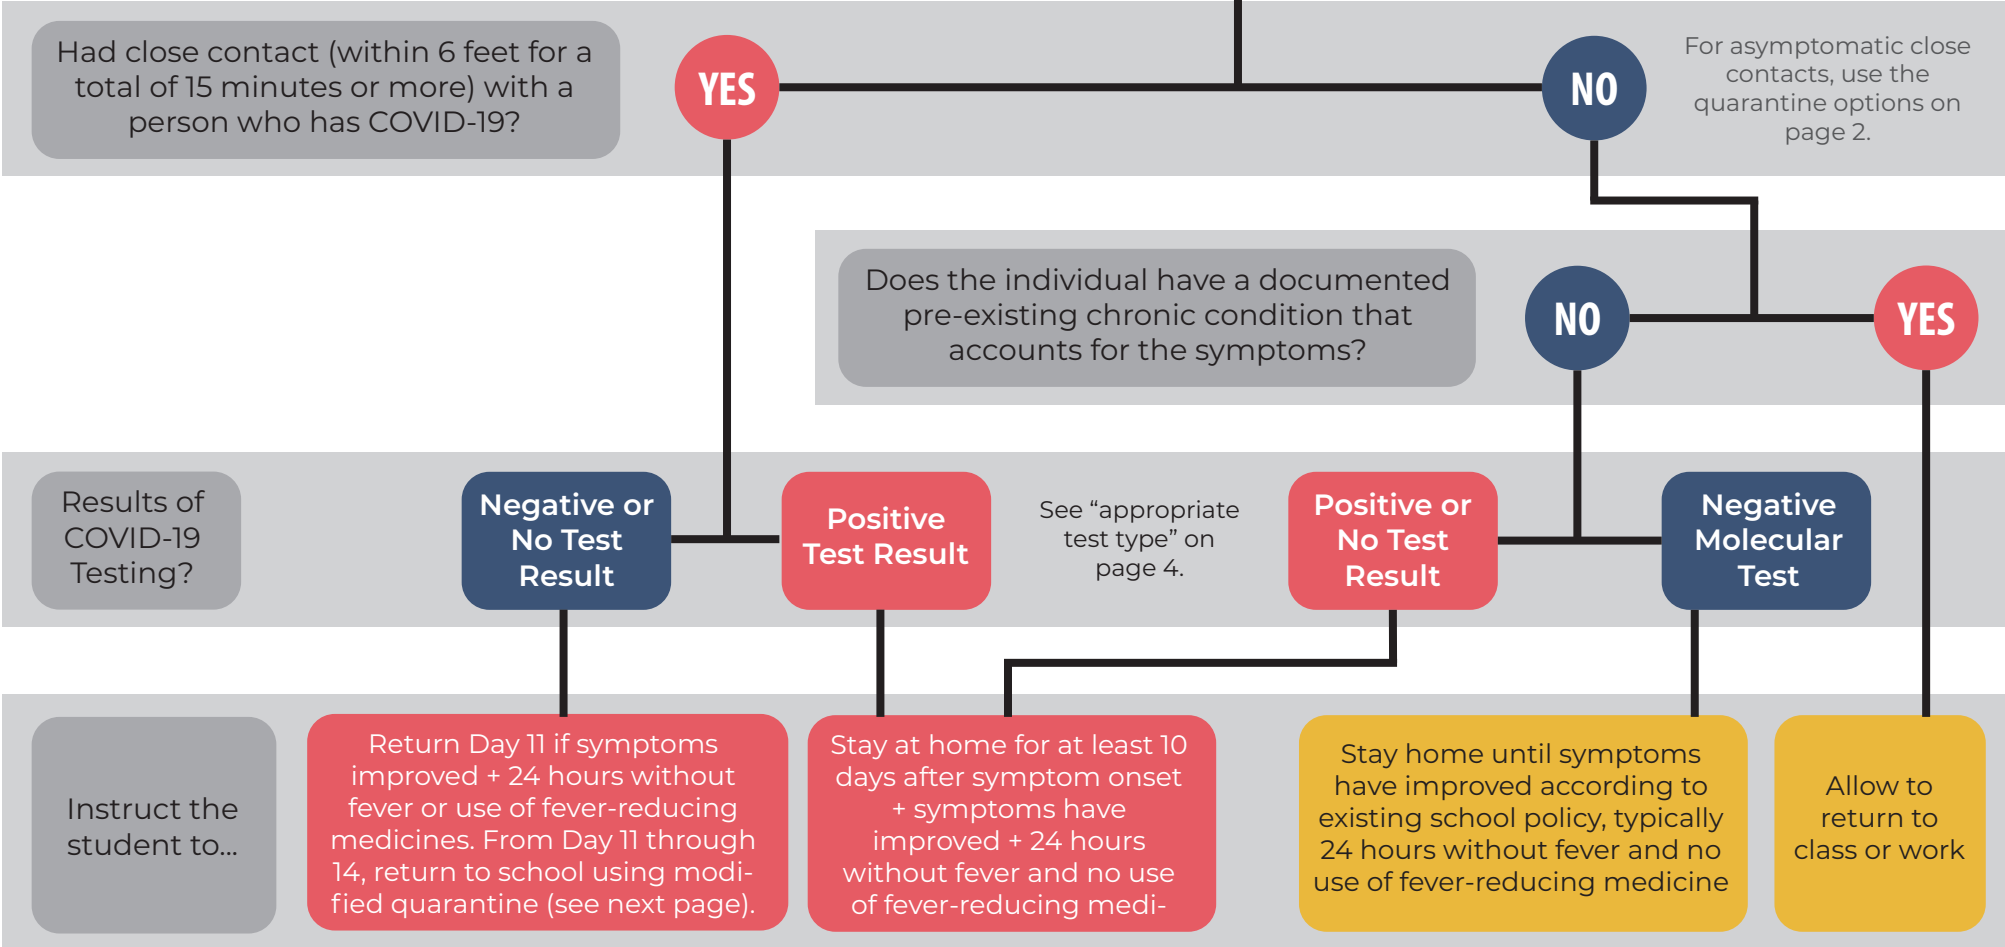 Had close contact (within 6 feet for a
total of 15 minutes or more) with a
person who has COVID-19?
YES
NO
For asymptomatic close
contacts, use the
quarantine options on
page 2.
Does the individual have a documented
pre-existing chronic condition that
accounts for the symptoms?
NO
YES
Results of
COVID-19
Testing?
Negative or
No Test
Result
Positive
Test Result
See “appropriate
test type” on
page 4.
Positive or
No Test
Result
Negative
Molecular
Test
Instruct the
student to...
Return Day 11 if symptoms
improved + 24 hours without
fever or use of fever-reducing
medicines. From Day 11 through
14, return to school using modi-
fied quarantine (see next page).
Stay at home for at least 10
days after symptom onset
+ symptoms have
improved + 24 hours
without fever and no use
of fever-reducing medi-
Stay home until symptoms
have improved according to
existing school policy, typically
24 hours without fever and no
use of fever-reducing medicine
Allow to
return to
class or work